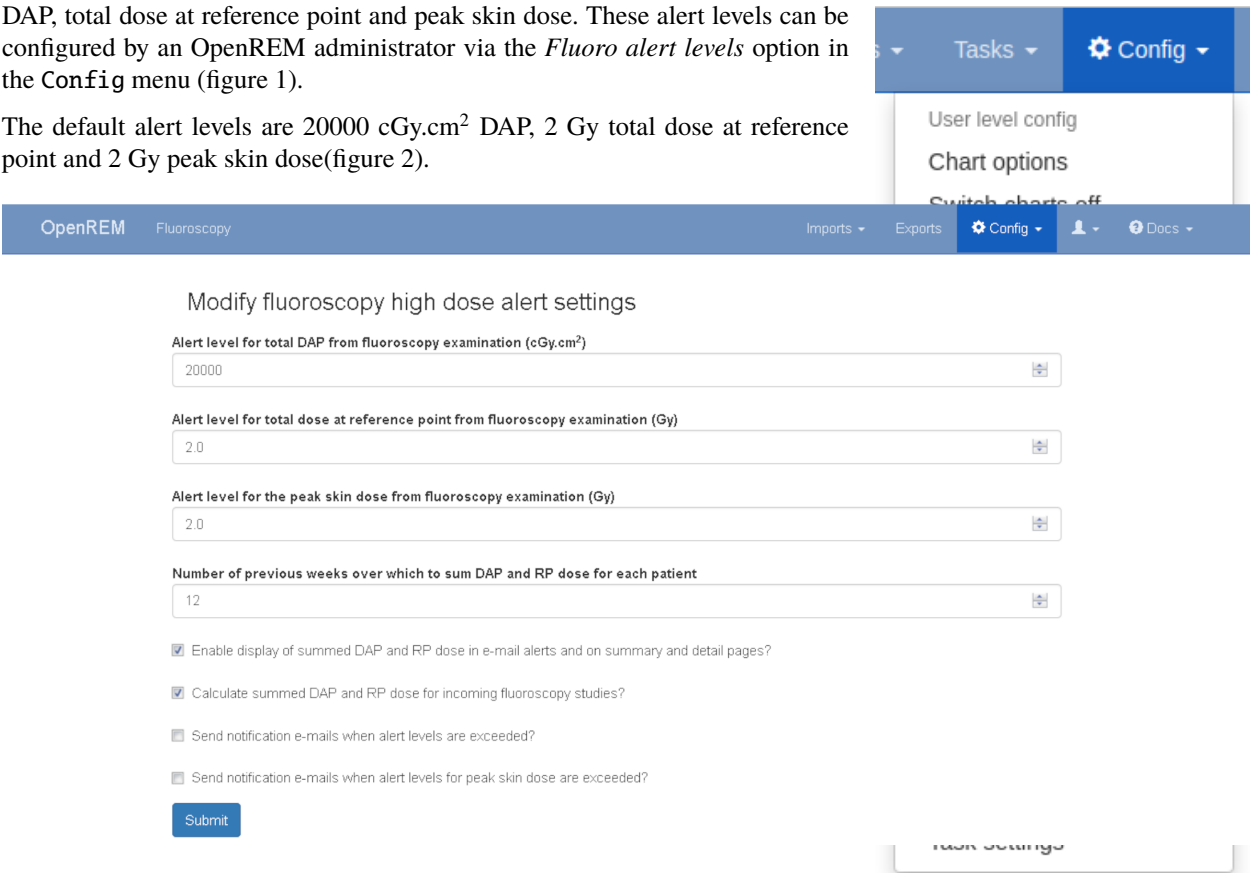 DAP, total dose at reference point and peak skin dose. These alert levels can be
configured by an OpenREM administrator via the Fluoro alert levels option in
the Config menu (figure 1).
The default alert levels are 20000 cGy.cm² DAP, 2 Gy total dose at reference
point and 2 Gy peak skin dose(figure 2).
Tasks
Config
User level config
Chart options
Switch charts off
OpenREM Fluoroscopy Imports Exports Config Docs
Modify fluoroscopy high dose alert settings
Alert level for total DAP from fluoroscopy examination (cGy.cm²)
20000
Alert level for total dose at reference point from fluoroscopy examination (Gy)
2.0
Alert level for the peak skin dose from fluoroscopy examination (Gy)
2.0
Number of previous weeks over which to sum DAP and RP dose for each patient
12
Enable display of summed DAP and RP dose in e-mail alerts and on summary and detail pages?
Calculate summed DAP and RP dose for incoming fluoroscopy studies?
Send notification e-mails when alert levels are exceeded?
Send notification e-mails when alert levels for peak skin dose are exceeded?
Submit
Task settings